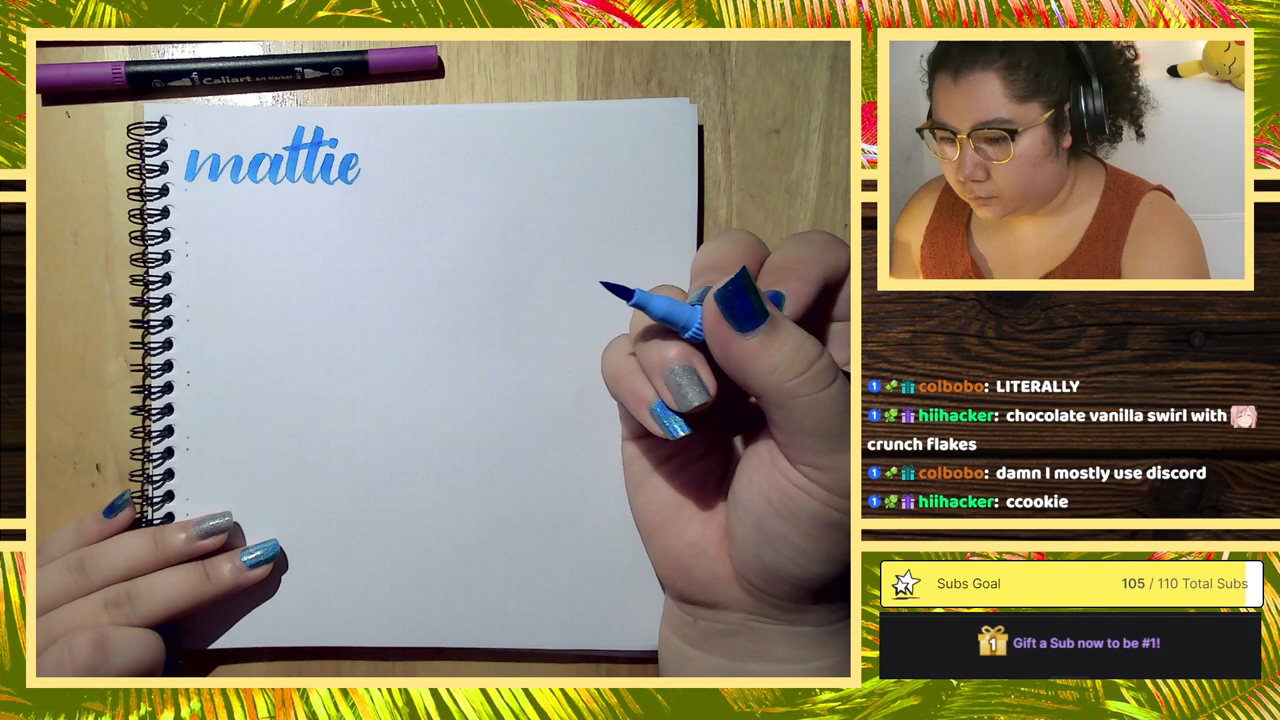 Caliart Art Marker
mattie
colbobo: LITERALLY
hiihacker: chocolate vanilla swirl with
crunch flakes
colbobo: damn I mostly use discord
hiihacker: ccookie
Subs Goal 105 / 110 Total Subs
1 Gift a Sub now to be #1!